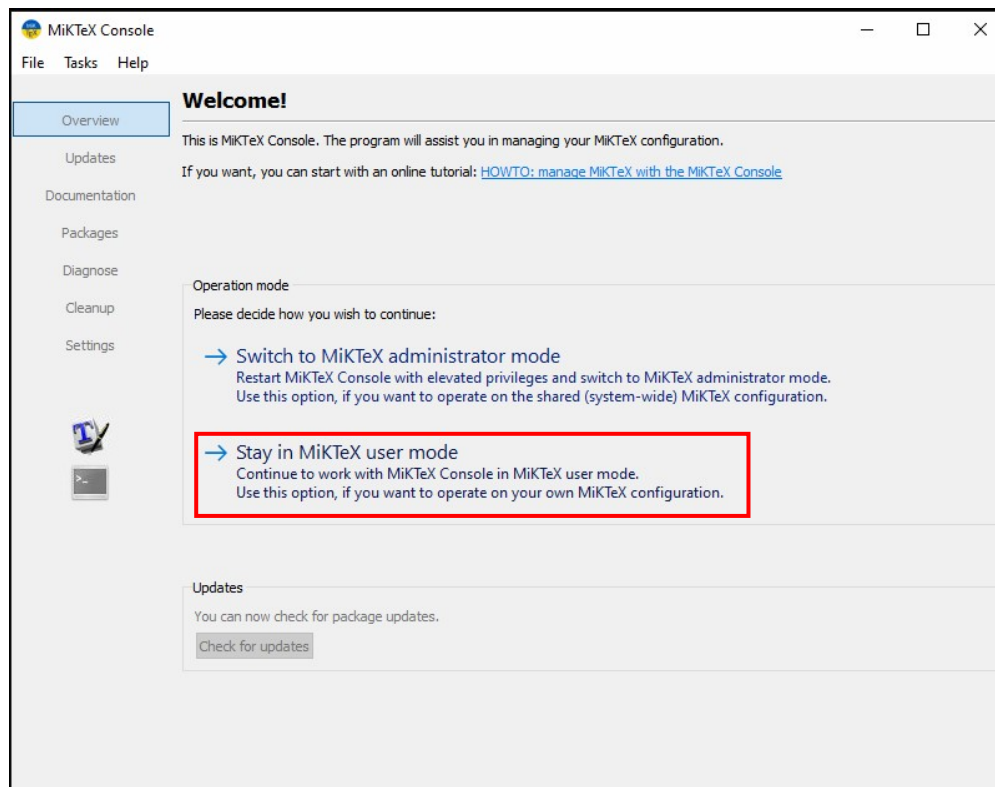 MiKTeX Console
File Tasks Help
Overview
Updates
Documentation
Packages
Diagnose
Cleanup
Settings
Welcome!
This is MiKTeX Console. The program will assist you in managing your MiKTeX configuration.
If you want, you can start with an online tutorial: HOWTO: manage MiKTeX with the MiKTeX Console
Operation mode
Please decide how you wish to continue:
Switch to MiKTeX administrator mode
Restart MiKTeX Console with elevated privileges and switch to MiKTeX administrator mode.
Use this option, if you want to operate on the shared (system-wide) MiKTeX configuration.
Stay in MiKTeX user mode
Continue to work with MiKTeX Console in MiKTeX user mode.
Use this option, if you want to operate on your own MiKTeX configuration.
Updates
You can now check for package updates.
Check for updates